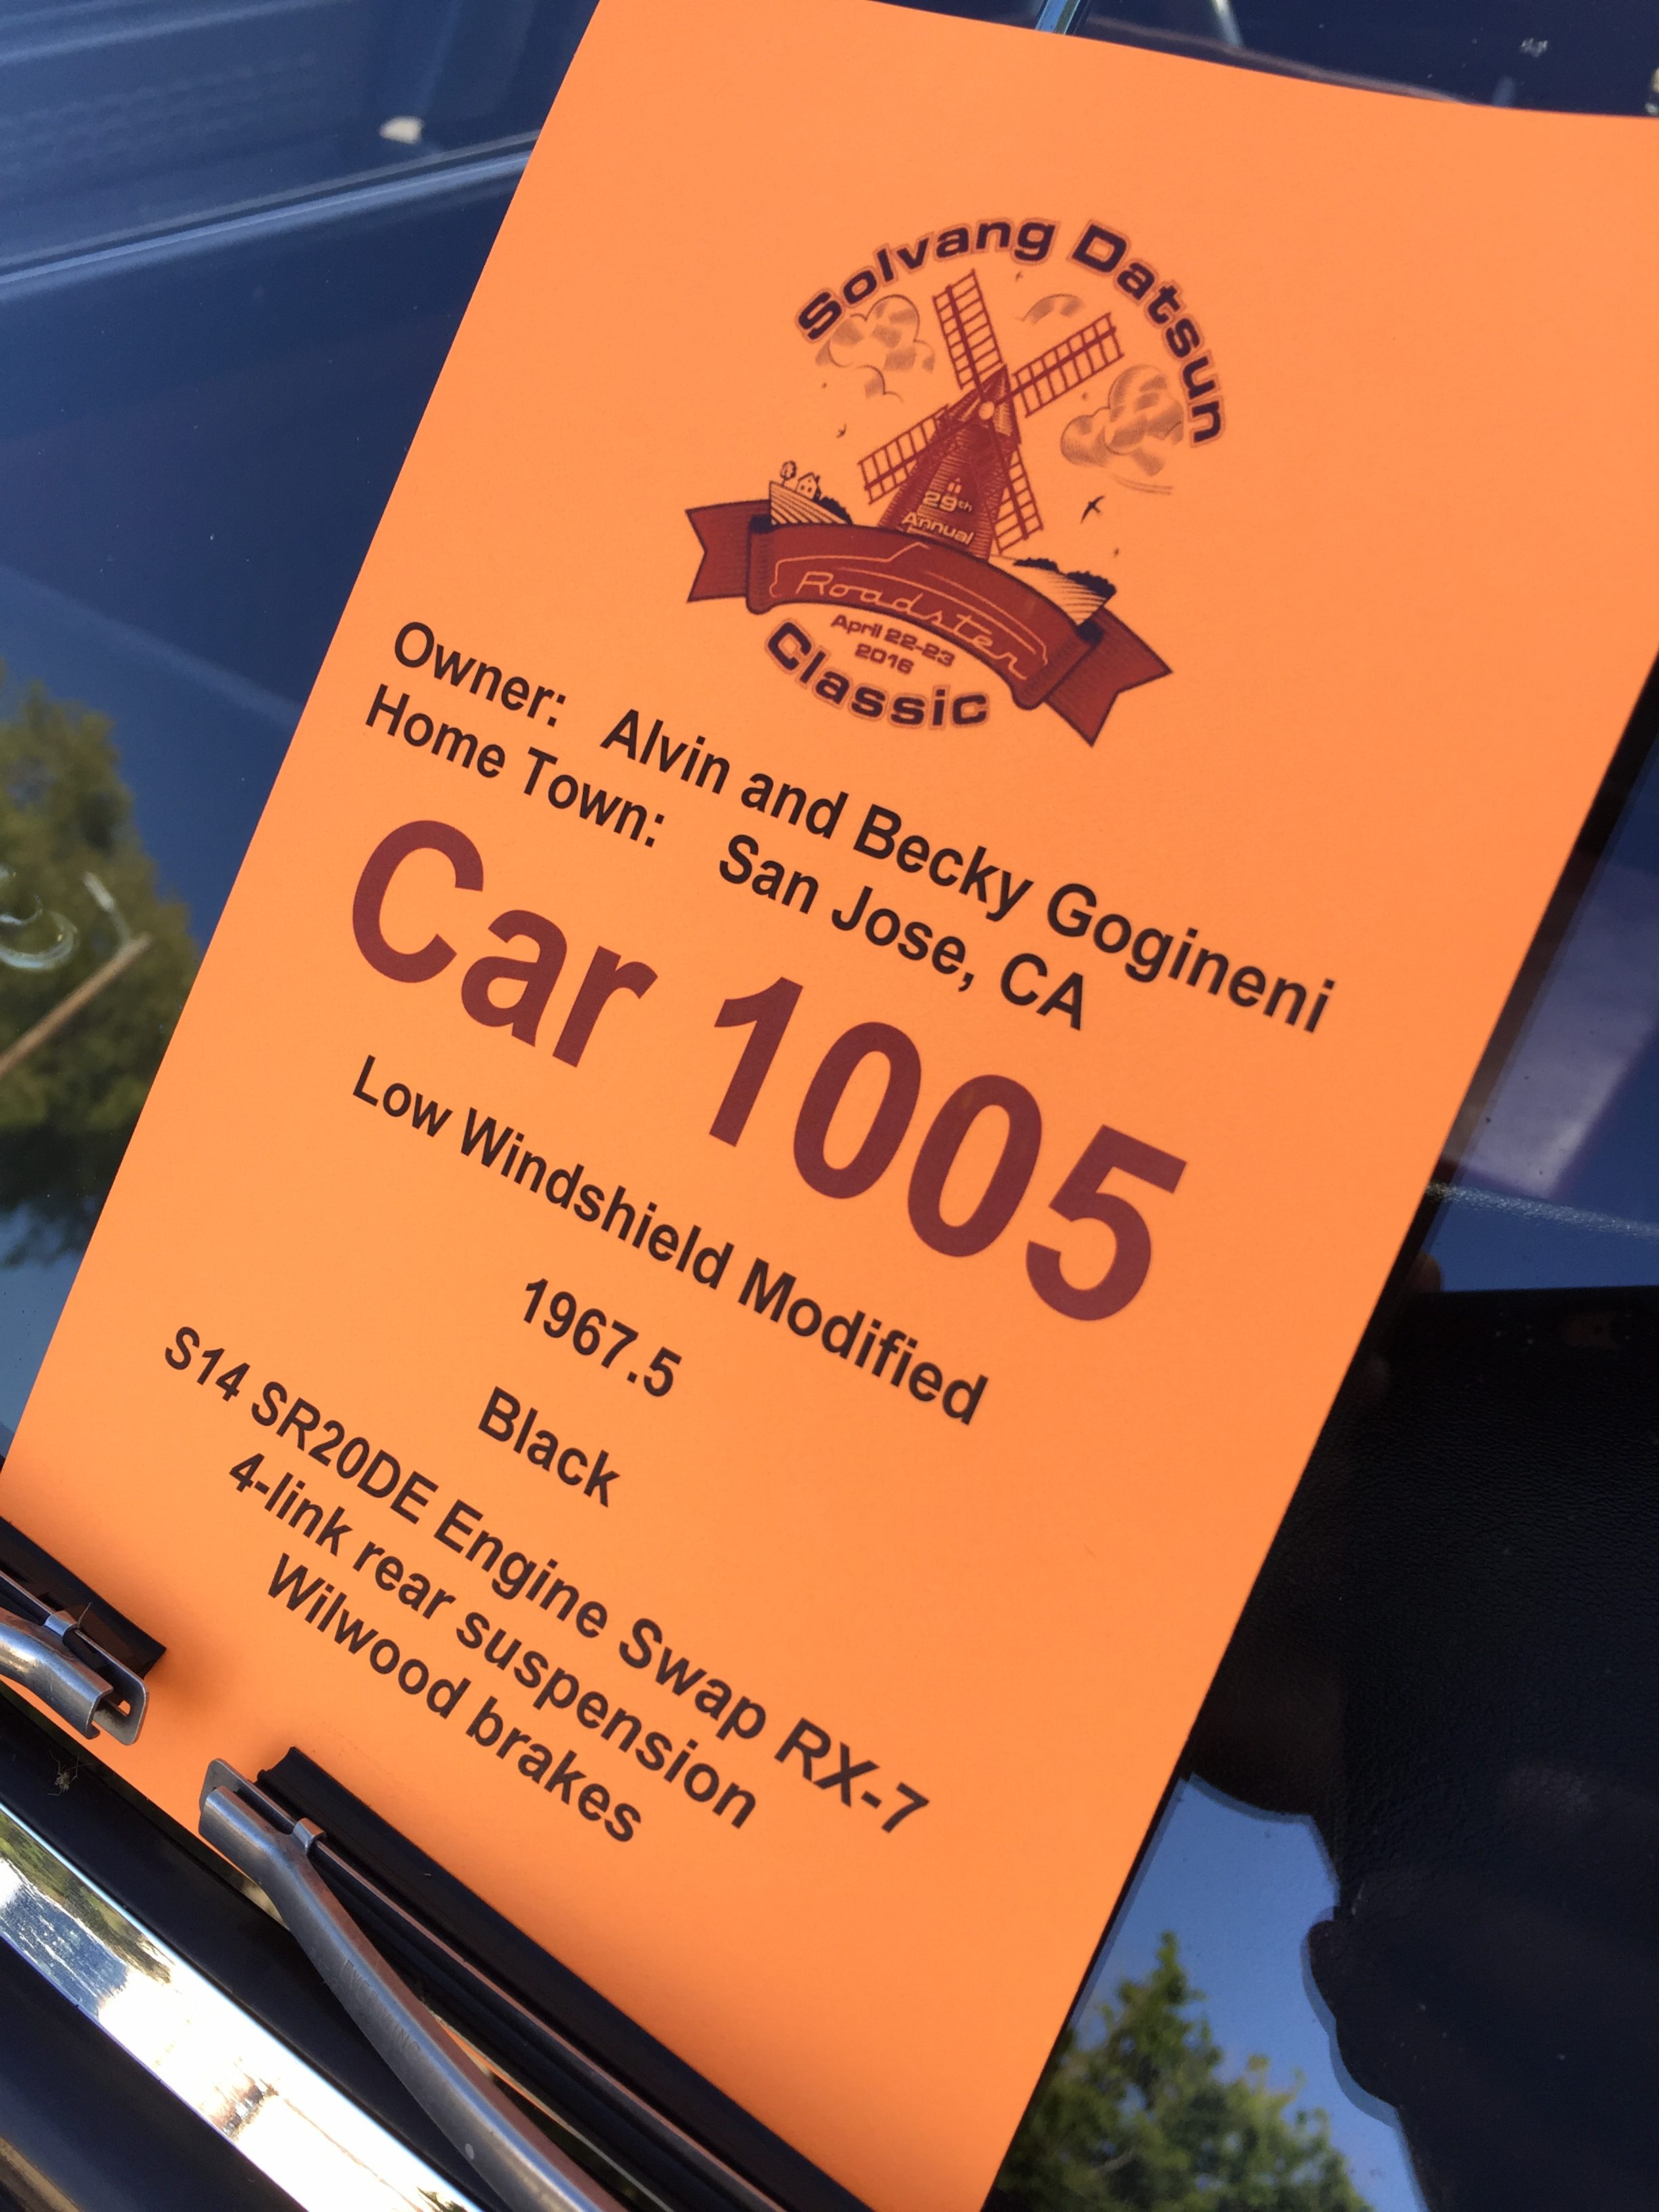 Solvang Datsun
29th
Annual
Roadster
April 22-23
2016
Classic
Owner: Alvin and Becky Gogineni
Home Town: San Jose, CA
Car 1005
Low Windshield Modified
1967.5
Black
S14 SR20DE Engine Swap RX-7
4-link rear suspension
Wilwood brakes